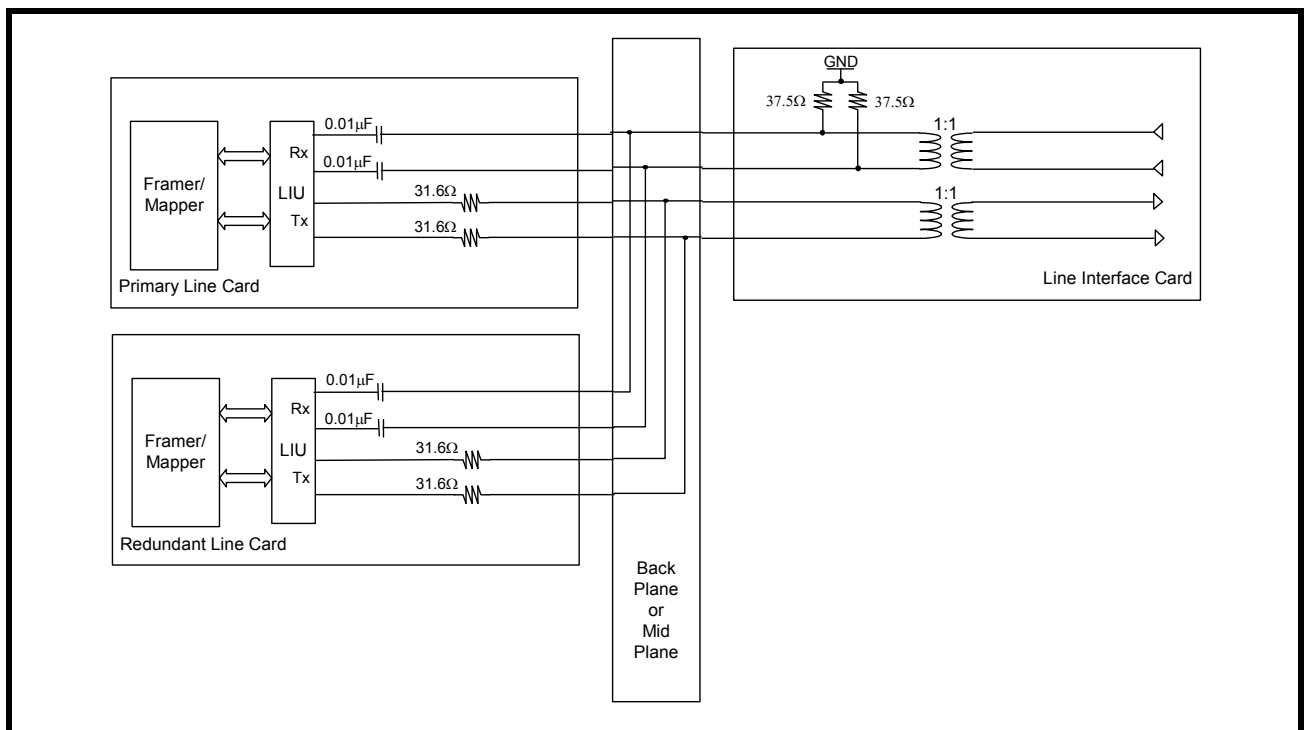 GND
37.5Ω
37.5Ω
0.01μF
Rx
0.01μF
Framer/
Mapper
LIU
31.6Ω
Tx
31.6Ω
Primary Line Card
1:1
1:1
Line Interface Card
0.01μF
Rx
0.01μF
Framer/
Mapper
LIU
31.6Ω
Tx
31.6Ω
Redundant Line Card
Back
Plane
or
Mid
Plane